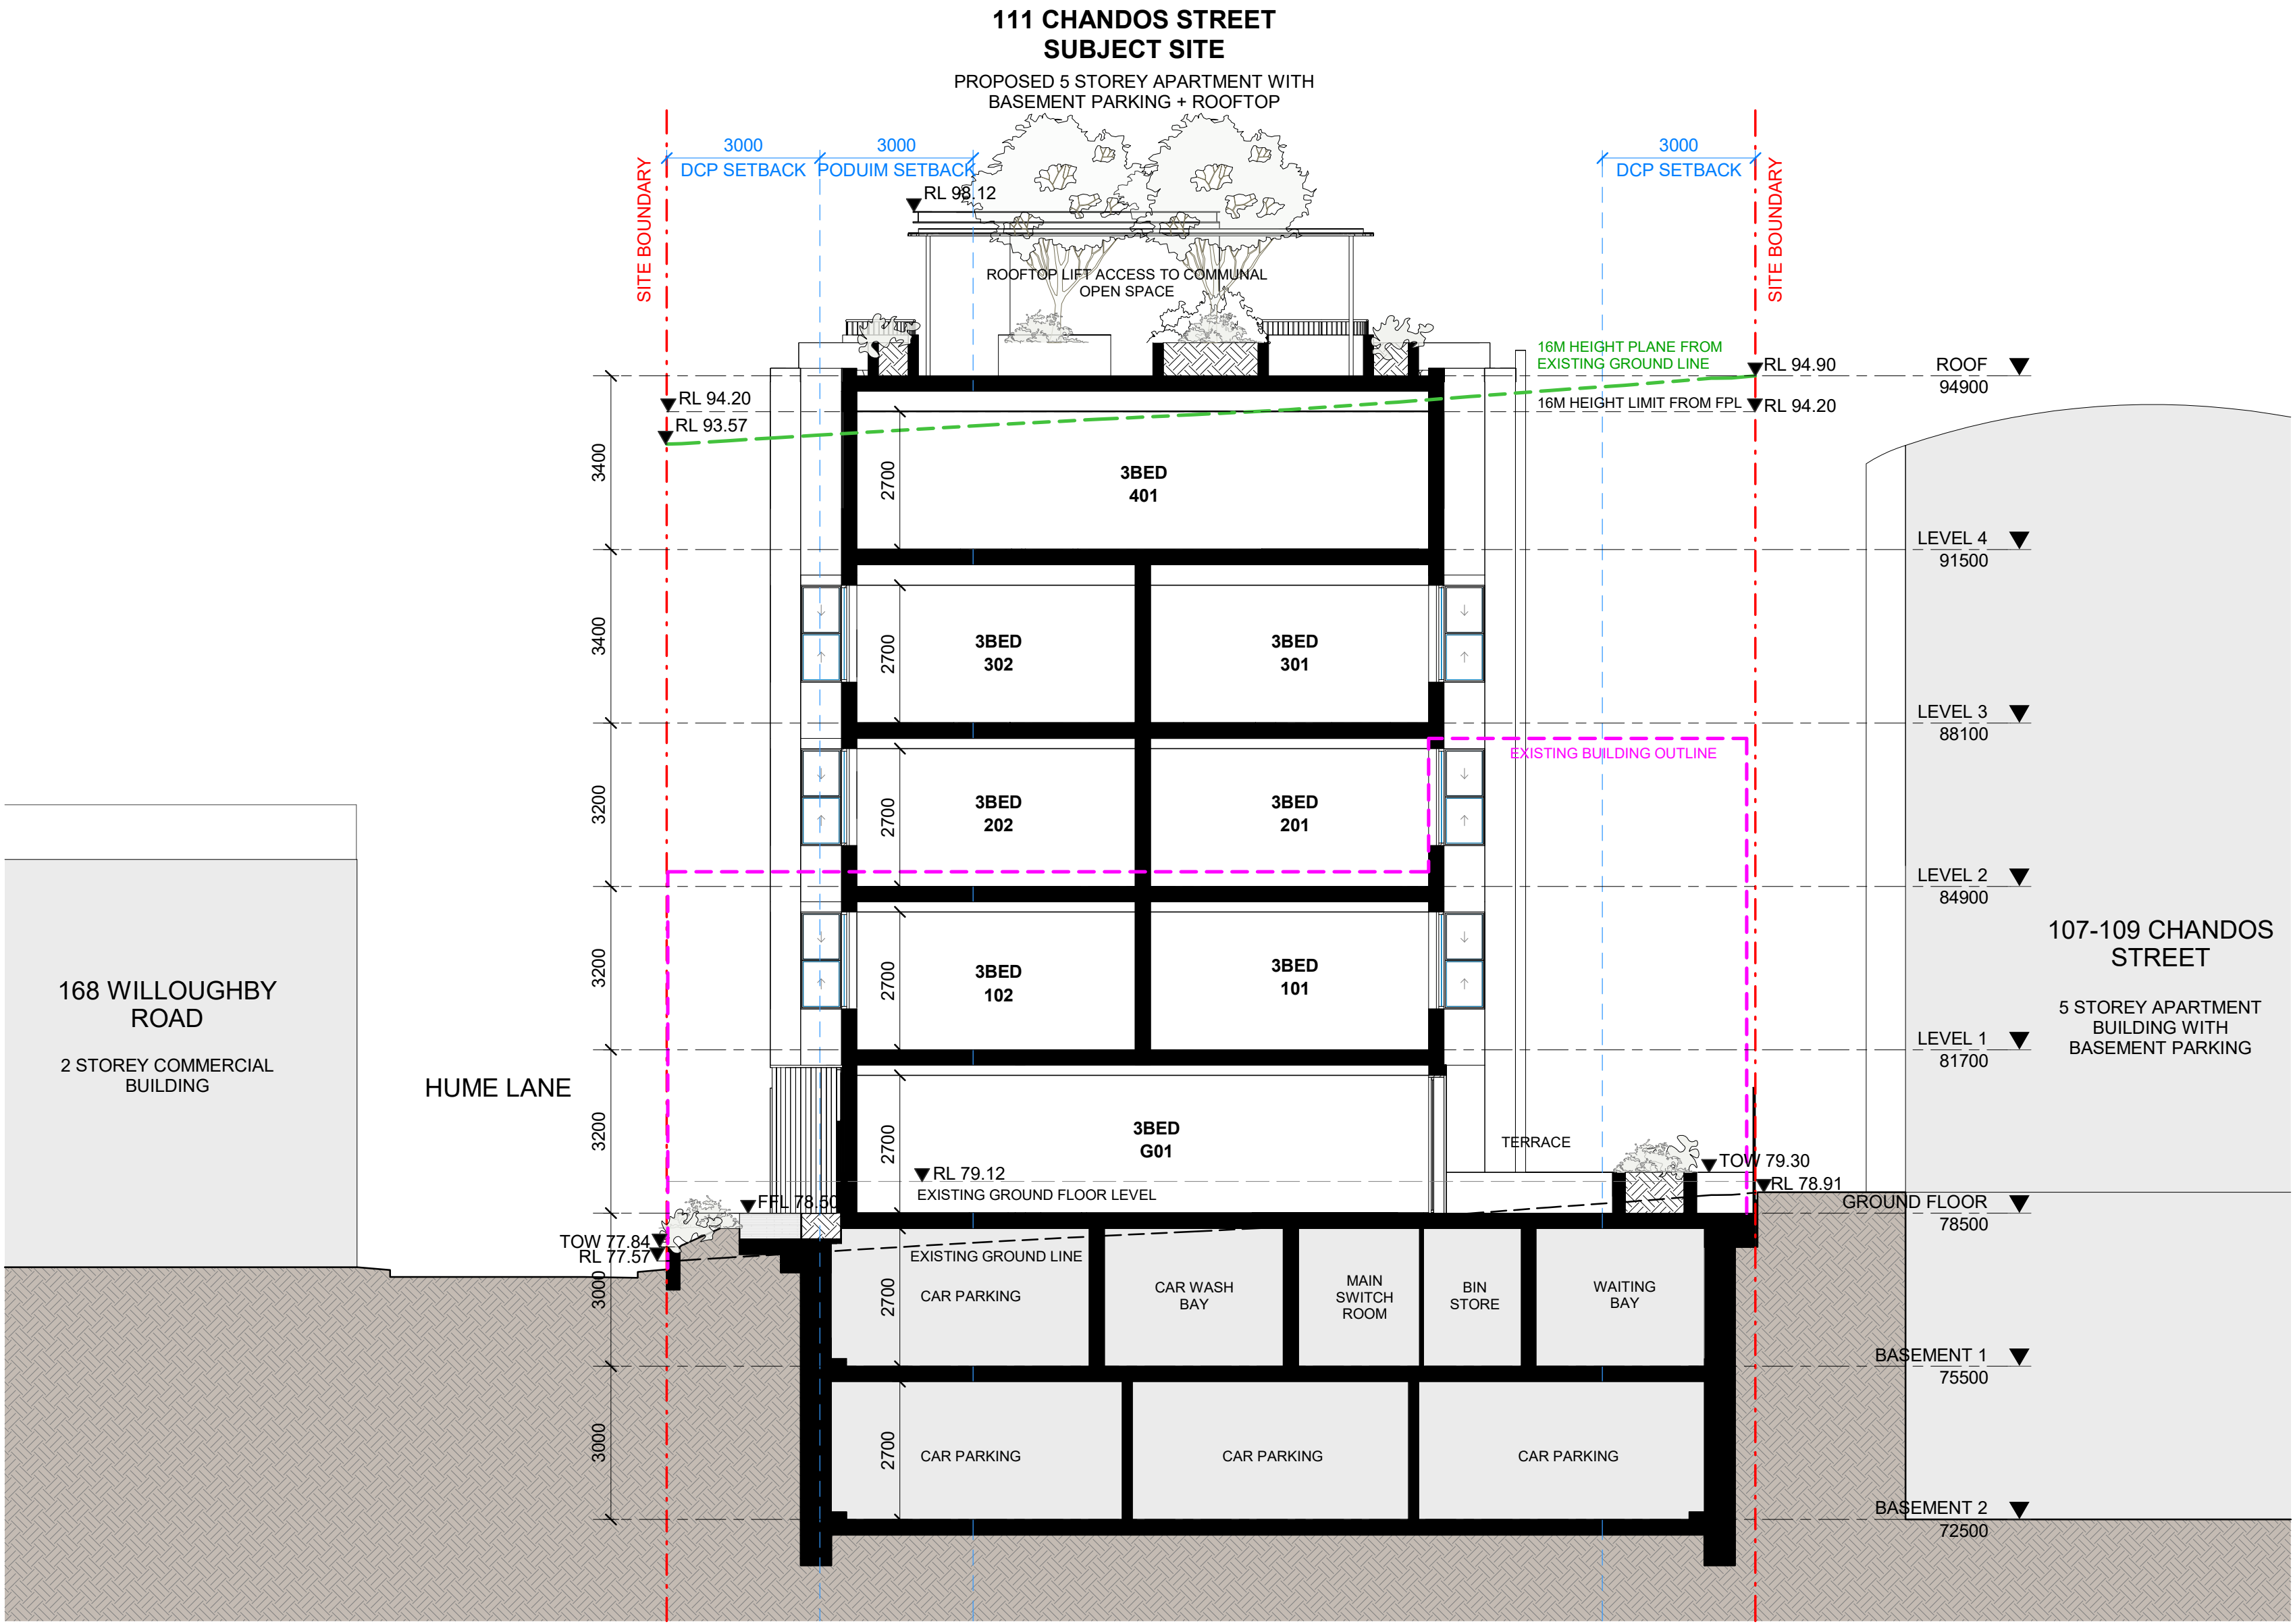 111 CHANDOS STREET
SUBJECT SITE
PROPOSED 5 STOREY APARTMENT WITH
BASEMENT PARKING + ROOFTOP
3000
3000
3000
DCP SETBACK
PODUIM SETBACK
DCP SETBACK
SITE BOUNDARY
SITE BOUNDARY
RL 98.12
ROOFTOP LIFT ACCESS TO COMMUNAL
OPEN SPACE
16M HEIGHT PLANE FROM
EXISTING GROUND LINE
RL 94.90
ROOF
94900
RL 94.20
16M HEIGHT LIMIT FROM FPL
RL 94.20
RL 93.57
3400
2700
3BED
401
LEVEL 4
91500
3400
2700
3BED
302
3BED
301
LEVEL 3
88100
EXISTING BUILDING OUTLINE
3200
2700
3BED
202
3BED
201
LEVEL 2
84900
107-109 CHANDOS
STREET
5 STOREY APARTMENT
BUILDING WITH
BASEMENT PARKING
168 WILLOUGHBY
ROAD
2 STOREY COMMERCIAL
BUILDING
HUME LANE
3200
2700
3BED
102
3BED
101
LEVEL 1
81700
3200
2700
3BED
G01
TERRACE
TOW 79.30
RL 79.12
EXISTING GROUND FLOOR LEVEL
RL 78.91
FFL 78.50
GROUND FLOOR
78500
TOW 77.84
RL 77.57
EXISTING GROUND LINE
3000
2700
CAR PARKING
CAR WASH
BAY
MAIN
SWITCH
ROOM
BIN
STORE
WAITING
BAY
BASEMENT 1
75500
3000
2700
CAR PARKING
CAR PARKING
CAR PARKING
BASEMENT 2
72500